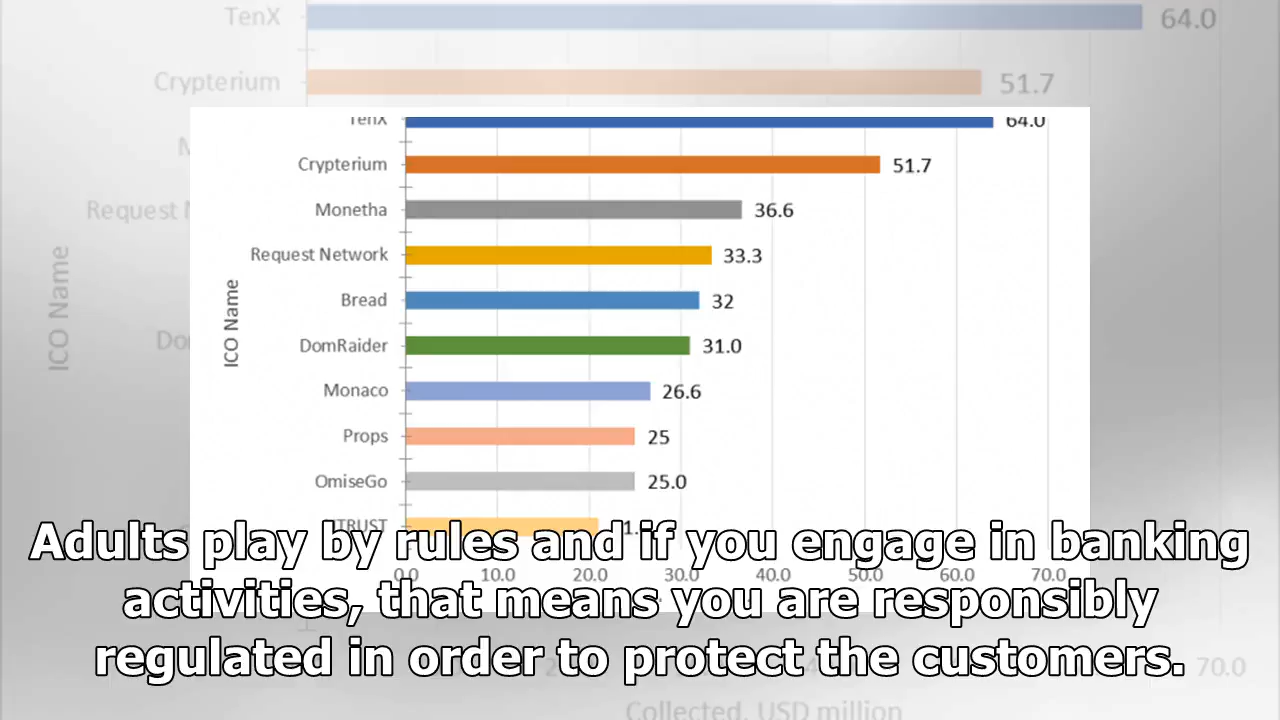 TenX 64.0
Crypterium 51.7
Request
ICO Name
TenX 64.0
Crypterium 51.7
Monetha 36.6
Request Network 33.3
Bread 32
DomRaider 31.0
Monaco 26.6
Props 25
OmiseGo 25.0
ICO Name
0.0 10.0 20.0 30.0 40.0 50.0 60.0 70.0
Adults play by rules and if you engage in banking
activities, that means you are responsibly
regulated in order to protect the customers.
70.0
Collected, USD million